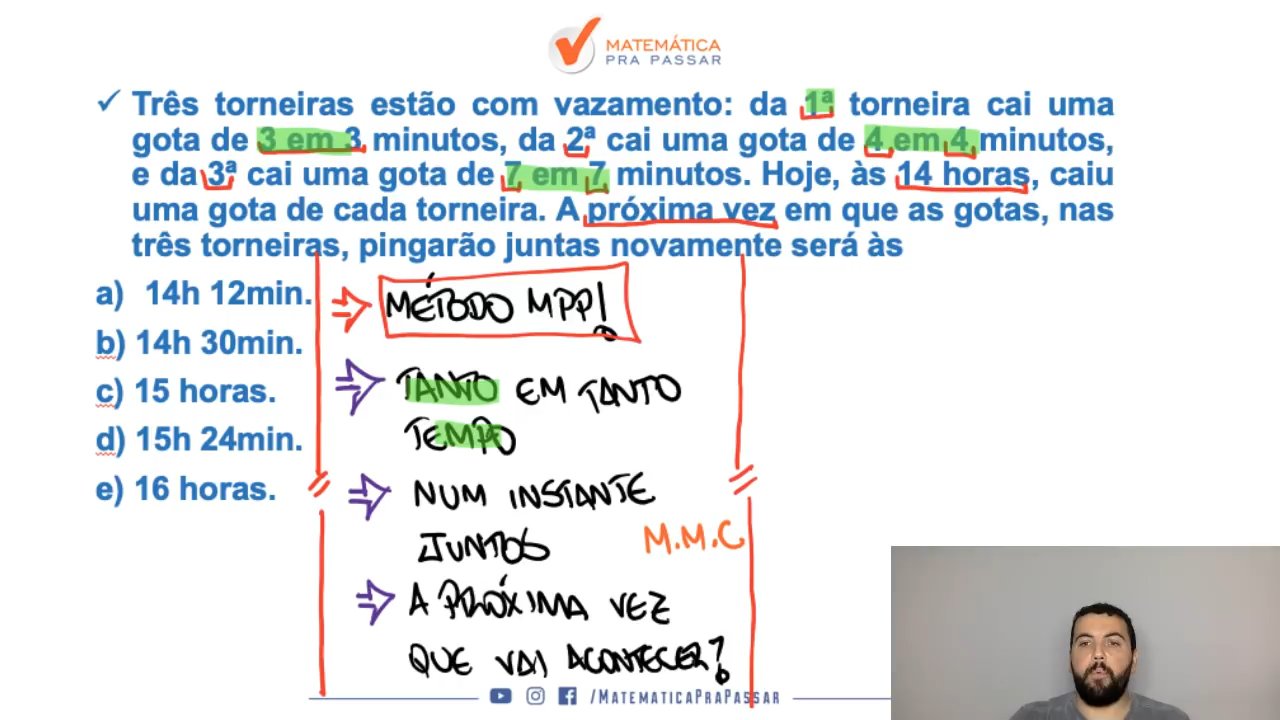 MATEMÁTICA
PRA PASSAR
✓ Três torneiras estão com vazamento: da 1ª torneira cai uma
gota de 3 em 3 minutos, da 2ª cai uma gota de 4 em 4 minutos,
e da 3ª cai uma gota de 7 em 7 minutos. Hoje, às 14 horas, caiu
uma gota de cada torneira. A próxima vez em que as gotas, nas
três torneiras, pingarão juntas novamente será às
a) 14h 12min.
b) 14h 30min.
c) 15 horas.
d) 15h 24min.
e) 16 horas.
⇒ MÉTODO MPP!
⇒ TANTO EM TANTO
TEMPO
⇒ NUM INSTANTE
JUNTOS
M.M.C
⇒ A PRÓXIMA VEZ
QUE VAI ACONTECER?
/MATEMATICAPRAPASSAR